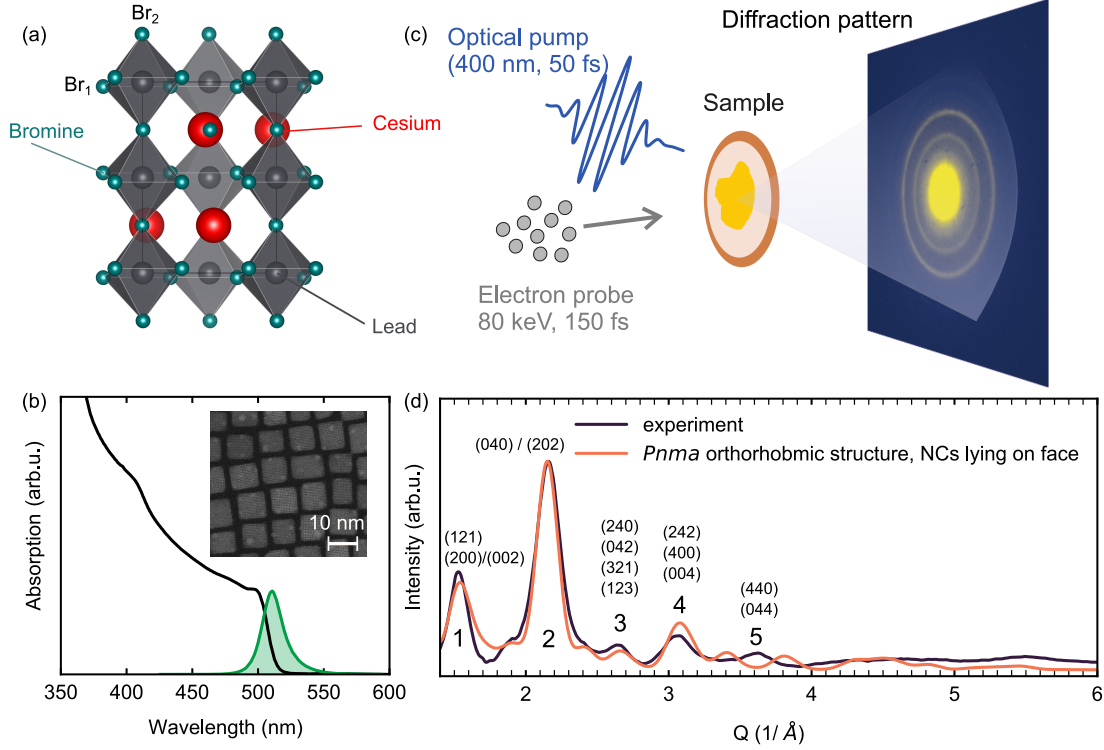 (a)
Br₂
Br₁
Bromine
Cesium
Lead
(c)
Optical pump
(400 nm, 50 fs)
Sample
Diffraction pattern
Electron probe
80 keV, 150 fs
(b)
10 nm
Absorption (arb.u.)
350 400 450 500 550 600
Wavelength (nm)
(d)
experiment
Pnma orthorhobmic structure, NCs lying on face
(040) / (202)
(121)
(200)/(002)
(240)
(042)
(321)
(123)
(242)
(400)
(004)
(440)
(044)
1
2
3
4
5
Intensity (arb.u.)
2 3 4 5 6
Q (1/ Å)